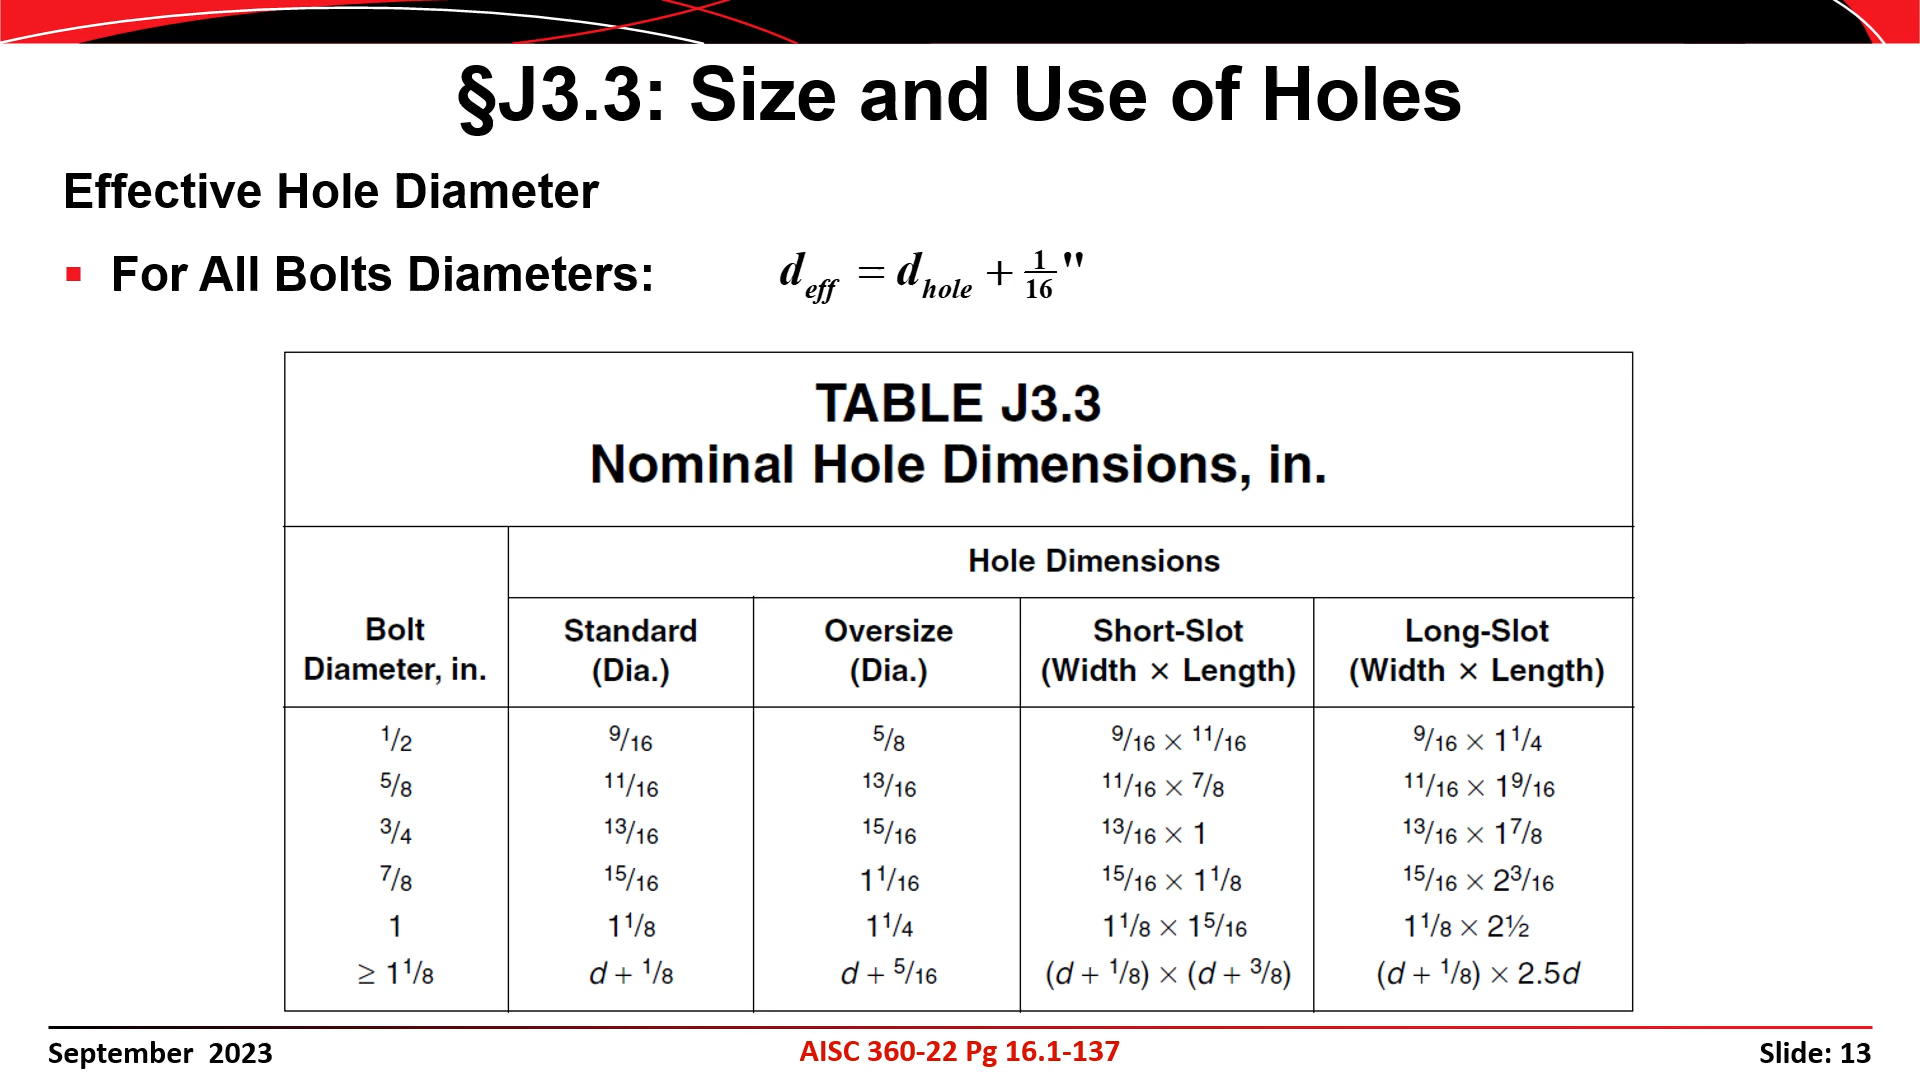 §J3.3: Size and Use of Holes
Effective Hole Diameter
▪ For All Bolts Diameters: d_eff = d_hole + 1/16"
TABLE J3.3
Nominal Hole Dimensions, in.
Hole Dimensions
Bolt Diameter, in. Standard (Dia.) Oversize (Dia.) Short-Slot (Width × Length) Long-Slot (Width × Length)
1/2 9/16 5/8 9/16 × 11/16 9/16 × 1 1/4
5/8 11/16 13/16 11/16 × 7/8 11/16 × 1 9/16
3/4 13/16 15/16 13/16 × 1 13/16 × 1 7/8
7/8 15/16 1 1/16 15/16 × 1 1/8 15/16 × 2 3/16
1 1 1/8 1 1/4 1 1/8 × 1 5/16 1 1/8 × 2½
≥ 1 1/8 d + 1/8 d + 5/16 (d + 1/8) × (d + 3/8) (d + 1/8) × 2.5d
September 2023 AISC 360-22 Pg 16.1-137 Slide: 13